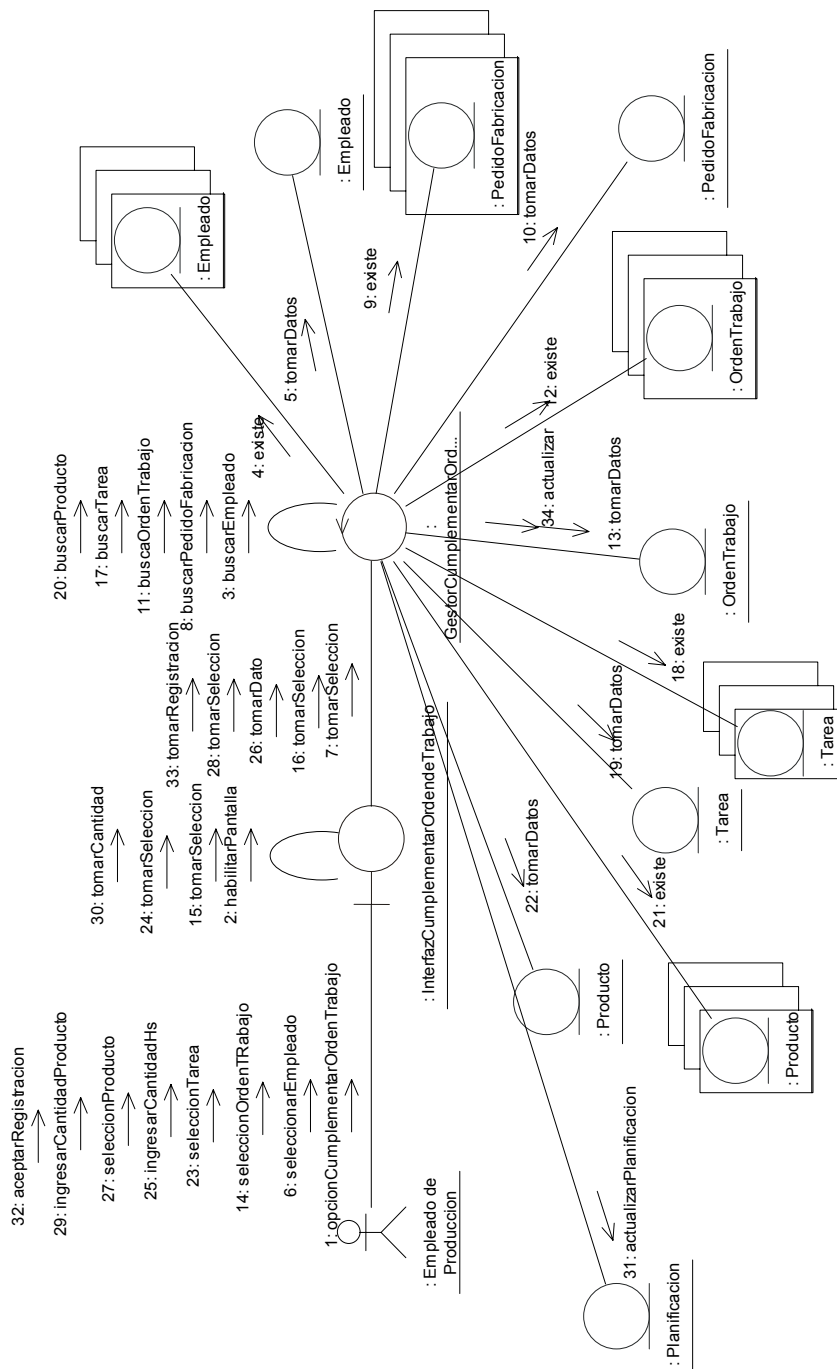 32: aceptarRegistracion
29: ingresarCantidadProducto
27: seleccionProducto
25: ingresarCantidadHs
23: seleccionTarea
14: seleccionOrdenTRabajo
6: seleccionarEmpleado
1: opcionCumplementarOrdenTrabajo
: Empleado de
Produccion
30: tomarCantidad
24: tomarSeleccion
15: tomarSeleccion
2: habilitarPantalla
: InterfazCumplementarOrdendeTrabajo
33: tomarRegistracion
28: tomarSeleccion
26: tomarDato
16: tomarSeleccion
7: tomarSeleccion
20: buscarProducto
17: buscarTarea
11: buscaOrdenTrabajo
8: buscarPedidoFabricacion
3: buscarEmpleado
:
GestorCumplementarOrd...
4: existe
: Empleado
5: tomarDatos
: Empleado
9: existe
: PedidoFabricacion
10: tomarDatos
: PedidoFabricacion
12: existe
: OrdenTrabajo
34: actualizar
13: tomarDatos
: OrdenTrabajo
18: existe
: Tarea
19: tomarDatos
: Tarea
21: existe
: Producto
22: tomarDatos
: Producto
31: actualizarPlanificacion
: Planificacion